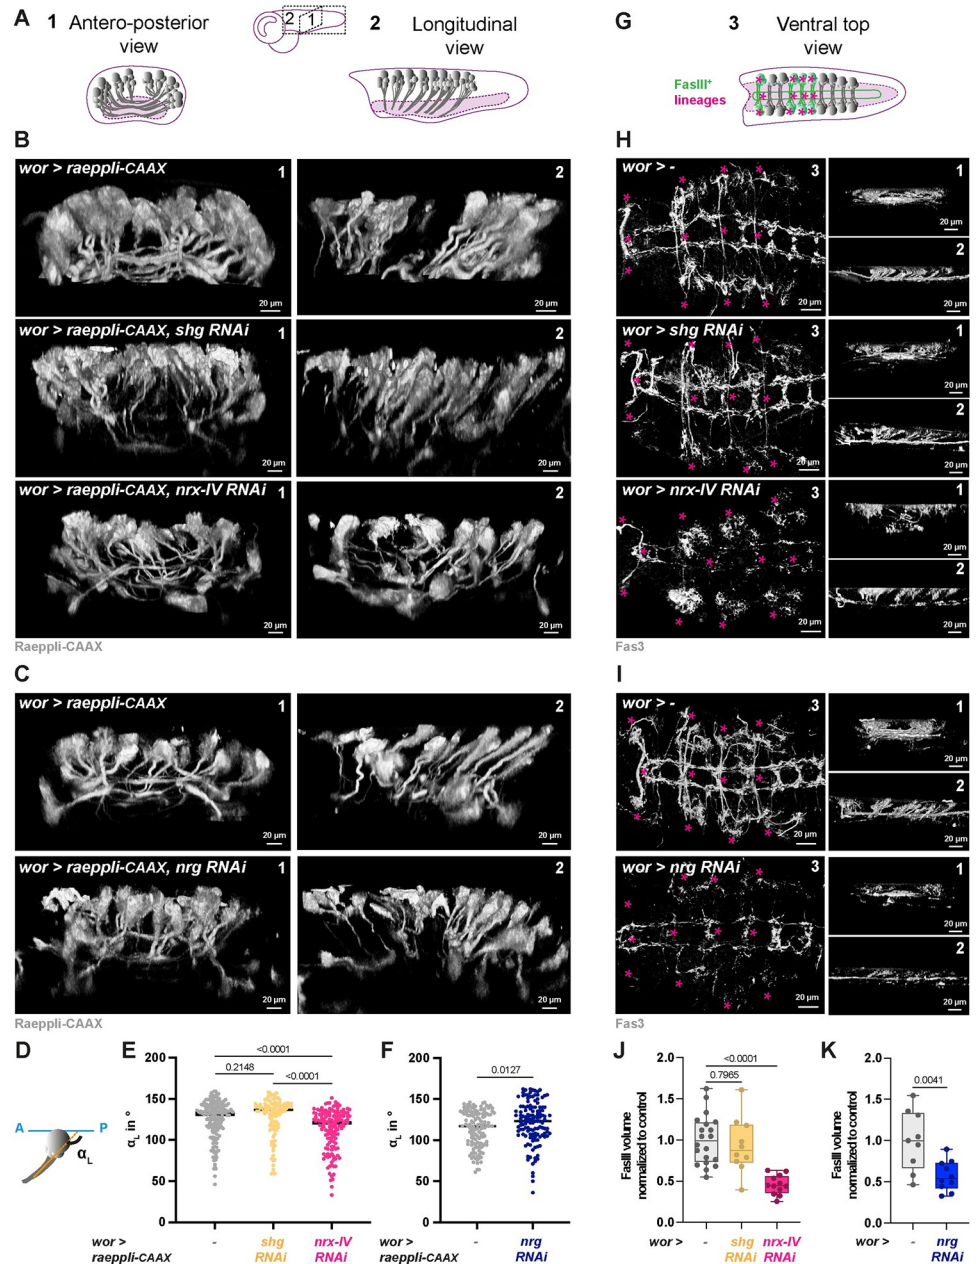 A
1 Antero-posterior
view
2 1
2 Longitudinal
view
B
wor > raeppli-CAAX
1
20 µm
2
20 µm
wor > raeppli-CAAX, shg RNAi
1
20 µm
2
20 µm
wor > raeppli-CAAX, nrx-IV RNAi
1
20 µm
2
20 µm
Raeppli-CAAX
C
wor > raeppli-CAAX
1
20 µm
2
20 µm
wor > raeppli-CAAX, nrg RNAi
1
20 µm
2
20 µm
Raeppli-CAAX
D
A
P
αL
E
αL in °
200
150
100
50
0
<0.0001
0.2148
<0.0001
wor >
raeppli-CAAX
-
shg
RNAi
nrx-IV
RNAi
F
αL in °
200
150
100
50
0
0.0127
wor >
raeppli-CAAX
-
nrg
RNAi
G
3 Ventral top
view
FasIII+
lineages
H
wor > -
3
20 µm
1
20 µm
2
20 µm
wor > shg RNAi
3
20 µm
1
20 µm
2
20 µm
wor > nrx-IV RNAi
3
20 µm
1
20 µm
2
20 µm
Fas3
I
wor > -
3
20 µm
1
20 µm
2
20 µm
wor > nrg RNAi
3
20 µm
1
20 µm
2
20 µm
Fas3
J
FasIII volume
normalized to control
2.0
1.5
1.0
0.5
0.0
<0.0001
0.7965
wor >
-
shg
RNAi
nrx-IV
RNAi
K
FasIII volume
normalized to control
2.0
1.5
1.0
0.5
0.0
0.0041
wor >
-
nrg
RNAi